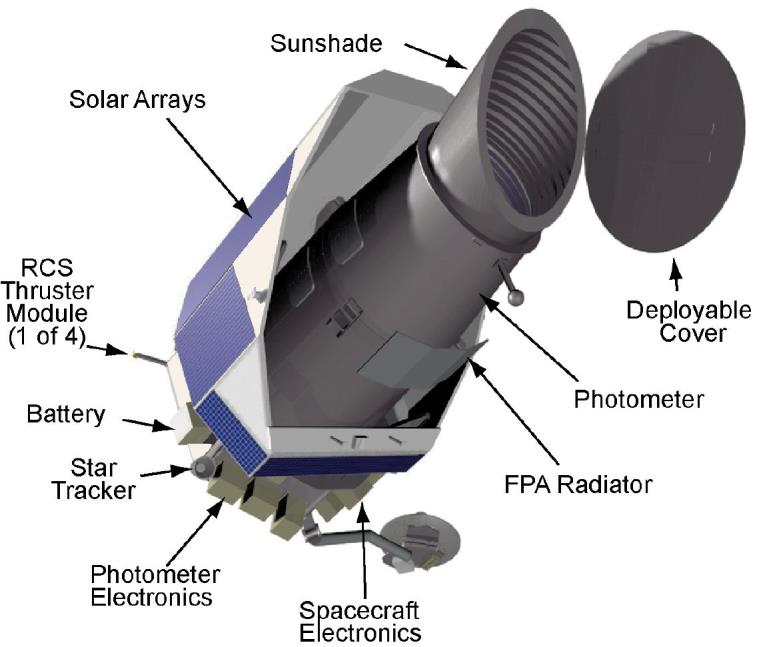 Sunshade
Solar Arrays
RCS
Thruster
Module
(1 of 4)
Deployable
Cover
Photometer
Battery
Star
Tracker
FPA Radiator
Photometer
Electronics
Spacecraft
Electronics